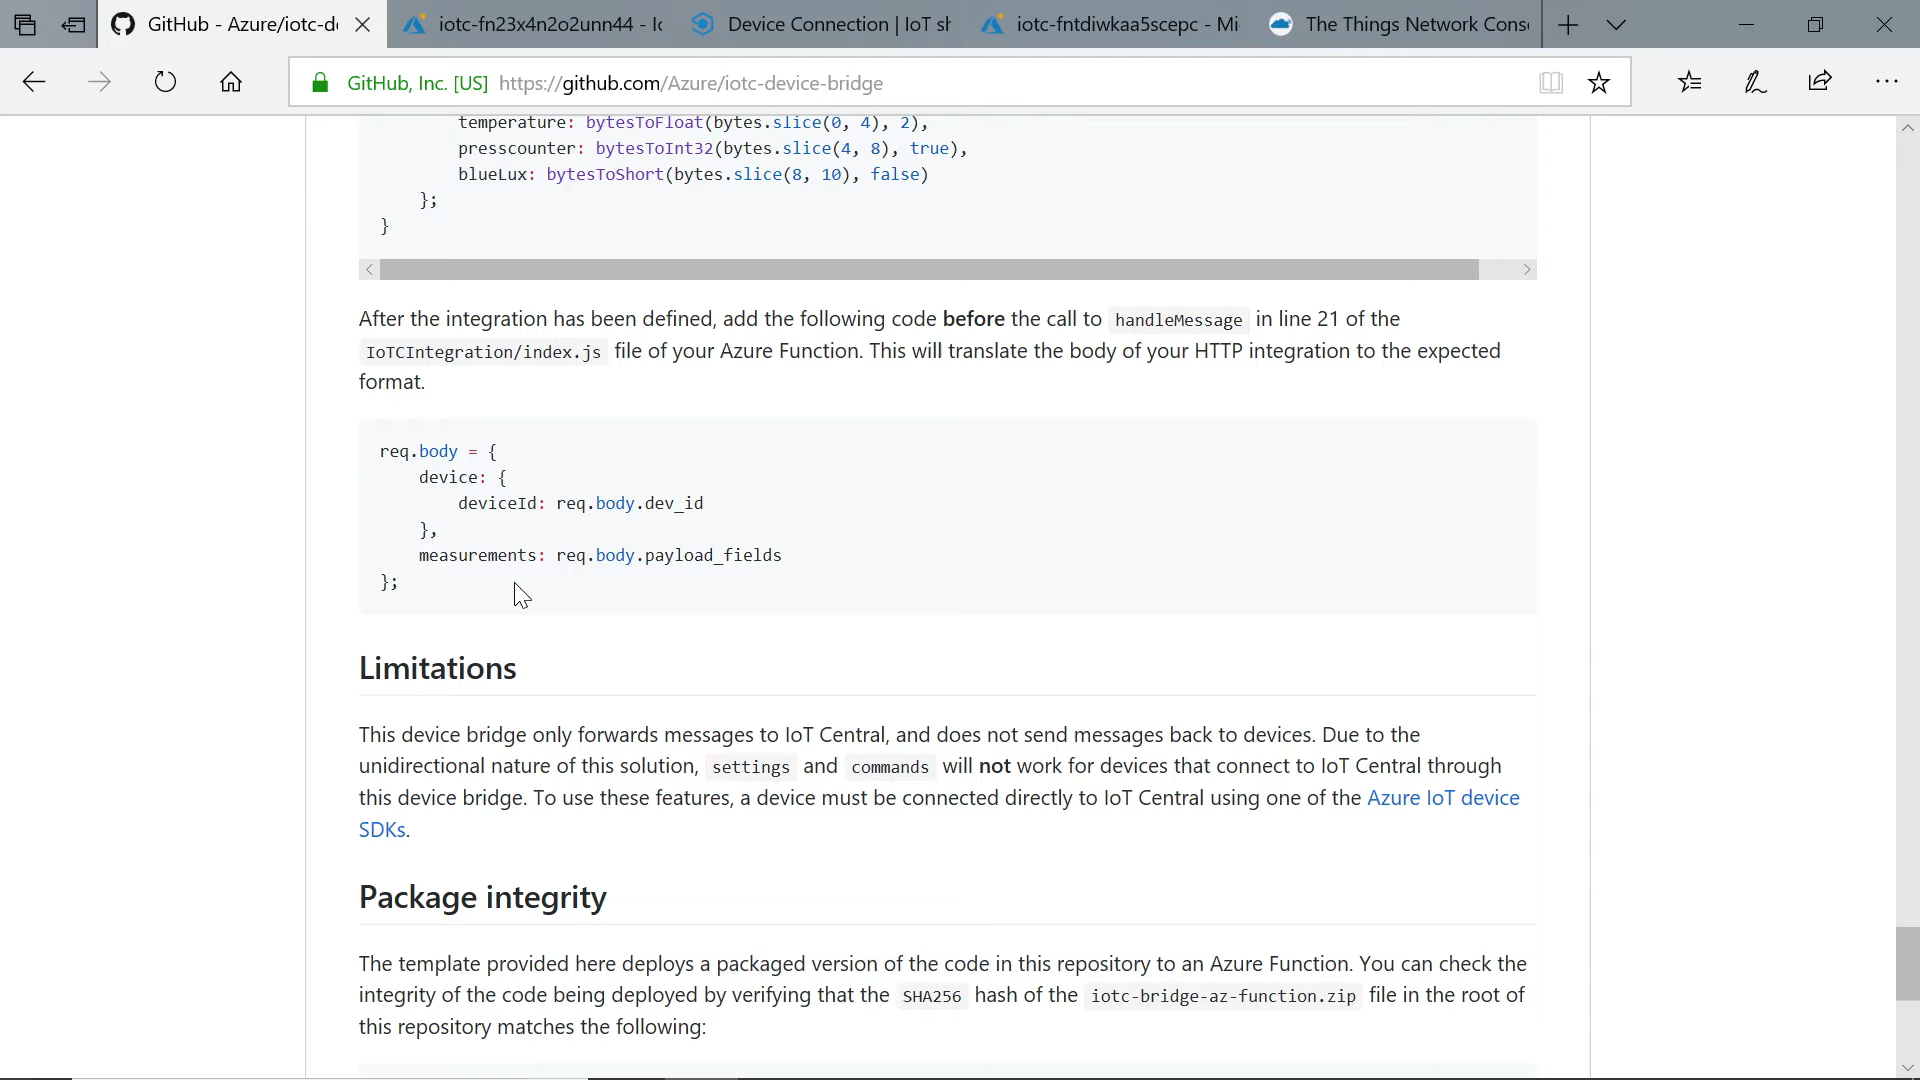 GitHub - Azure/iotc-de
iotc-fn23x4n2o2unn44 - Io
Device Connection | IoT sh
iotc-fntdiwkaa5scepc - Mi
The Things Network Conso
GitHub, Inc. [US] https://github.com/Azure/iotc-device-bridge
temperature: bytesToFloat(bytes.slice(0, 4), 2),
presscounter: bytesToInt32(bytes.slice(4, 8), true),
blueLux: bytesToShort(bytes.slice(8, 10), false)
};
}
After the integration has been defined, add the following code before the call to handleMessage in line 21 of the
IoTCIntegration/index.js file of your Azure Function. This will translate the body of your HTTP integration to the expected
format.
req.body = {
device: {
deviceId: req.body.dev_id
},
measurements: req.body.payload_fields
};
Limitations
This device bridge only forwards messages to IoT Central, and does not send messages back to devices. Due to the
unidirectional nature of this solution, settings and commands will not work for devices that connect to IoT Central through
this device bridge. To use these features, a device must be connected directly to IoT Central using one of the Azure IoT device
SDKs.
Package integrity
The template provided here deploys a packaged version of the code in this repository to an Azure Function. You can check the
integrity of the code being deployed by verifying that the SHA256 hash of the iotc-bridge-az-function.zip file in the root of
this repository matches the following: